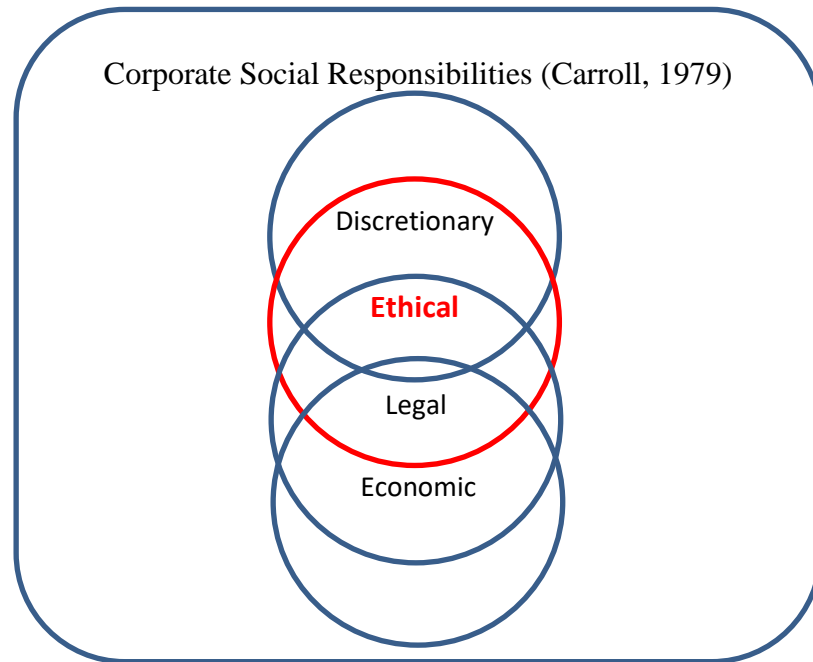 Corporate Social Responsibilities (Carroll, 1979)
Discretionary
Ethical
Legal
Economic